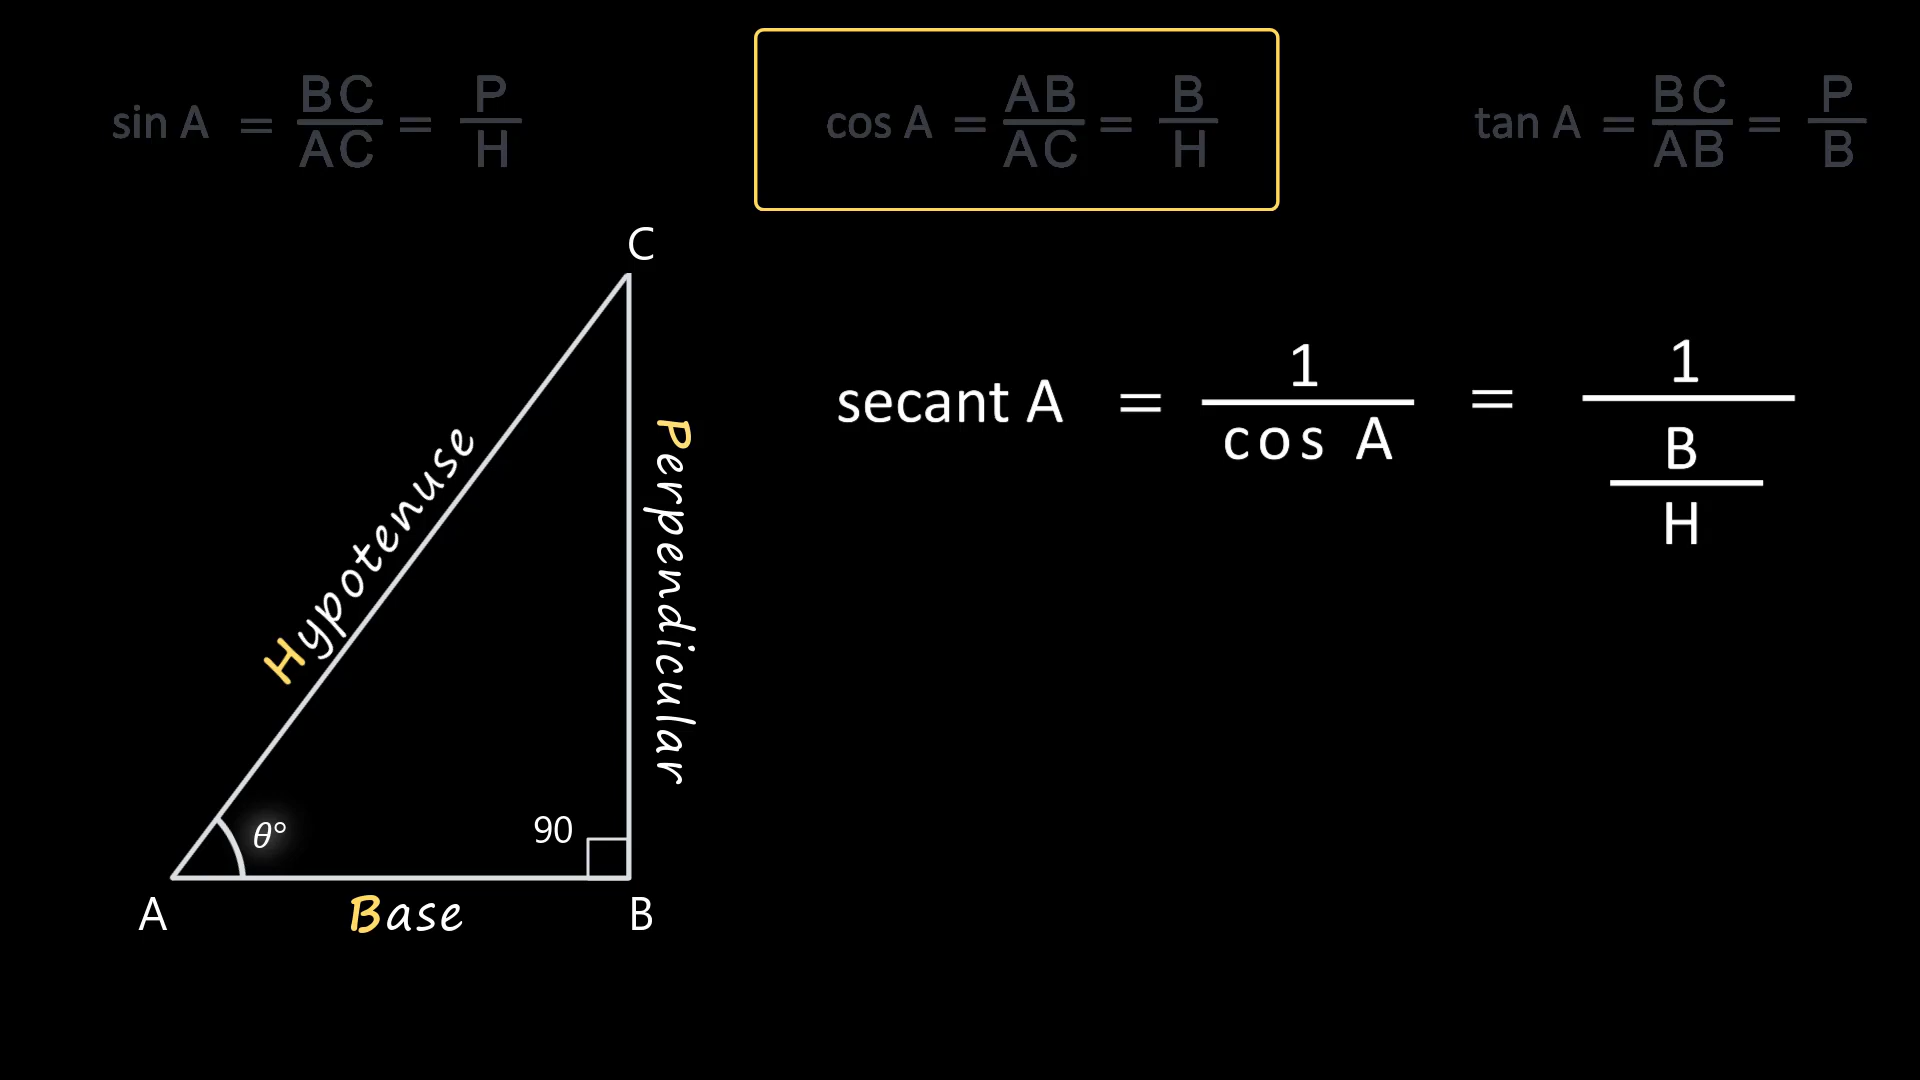 sin A = BC/AC = P/H
cos A = AB/AC = B/H
tan A = BC/AB = P/B
C
secant A = 1/cos A = 1/(B/H)
Hypotenuse
Perpendicular
θ°
90
A
Base
B